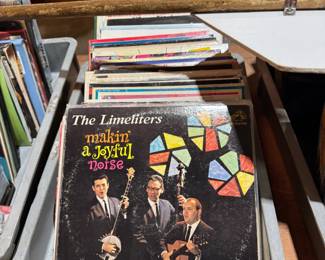 The Limeliters
makin'
a joyful
noise